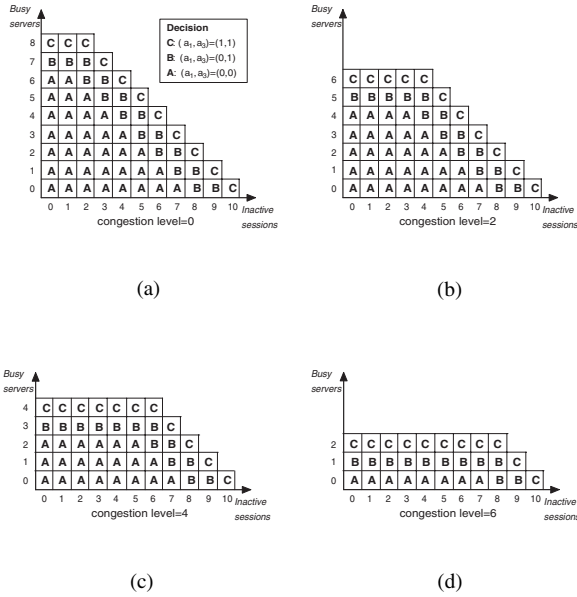 Busy
servers
8 C C C
7 B B B C
6 A A B B C
5 A A A B B C
4 A A A A B B C
3 A A A A A B B C
2 A A A A A A B B C
1 A A A A A A A B B C
0 A A A A A A A A B B C
0 1 2 3 4 5 6 7 8 9 10 Inactive
sessions
congestion level=0
Decision
C: (a₁,a₃)=(1,1)
B: (a₁,a₃)=(0,1)
A: (a₁,a₃)=(0,0)
(a)
Busy
servers
6 C C C C C
5 B B B B B C
4 A A A A B B C
3 A A A A A B B C
2 A A A A A A B B C
1 A A A A A A A B B C
0 A A A A A A A A B B C
0 1 2 3 4 5 6 7 8 9 10 Inactive
sessions
congestion level=2
(b)
Busy
servers
4 C C C C C C C
3 B B B B B B B C
2 A A A A A A B B C
1 A A A A A A A B B C
0 A A A A A A A A B B C
0 1 2 3 4 5 6 7 8 9 10 Inactive
sessions
congestion level=4
(c)
Busy
servers
2 C C C C C C C C C
1 B B B B B B B B B C
0 A A A A A A A A B B C
0 1 2 3 4 5 6 7 8 9 10 Inactive
sessions
congestion level=6
(d)